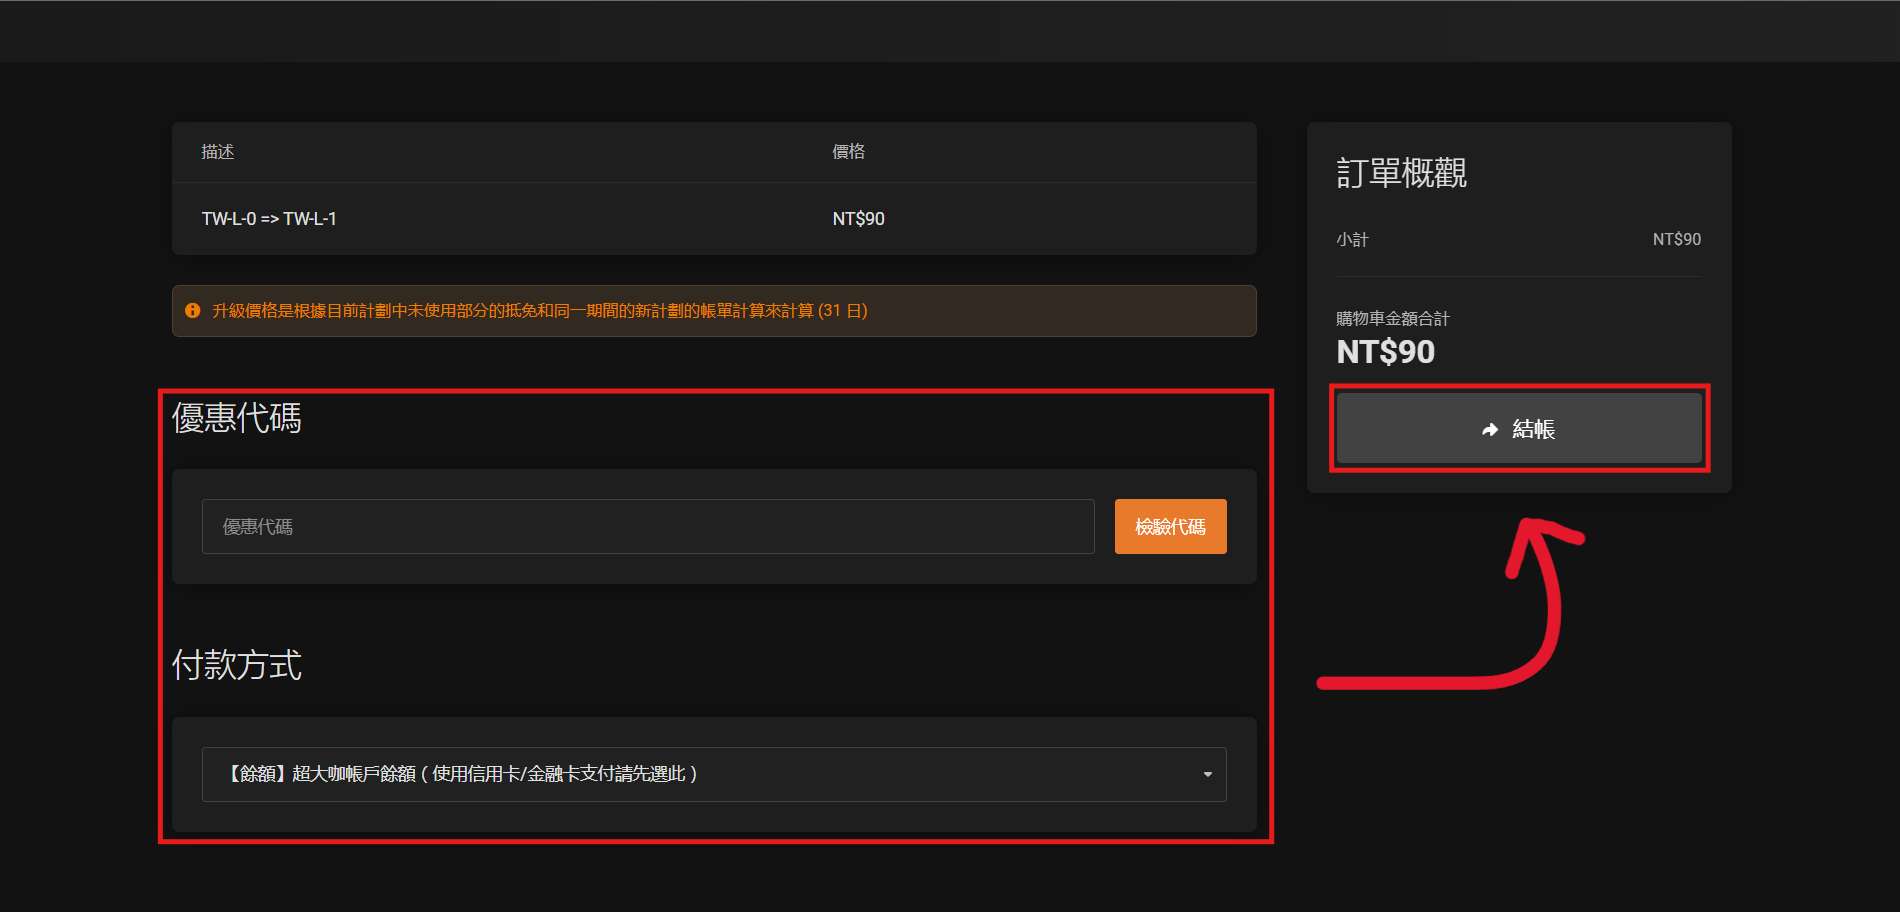 描述
價格
TW-L-0 => TW-L-1
NT$90
升級價格是根據目前計劃中未使用部分的抵免和同一期間的新計劃的帳單計算來計算 (31 日)
優惠代碼
優惠代碼
檢驗代碼
付款方式
【餘額】超大咖帳戶餘額 ( 使用信用卡/金融卡支付請先選此 )
訂單概觀
小計
NT$90
購物車金額合計
NT$90
結帳